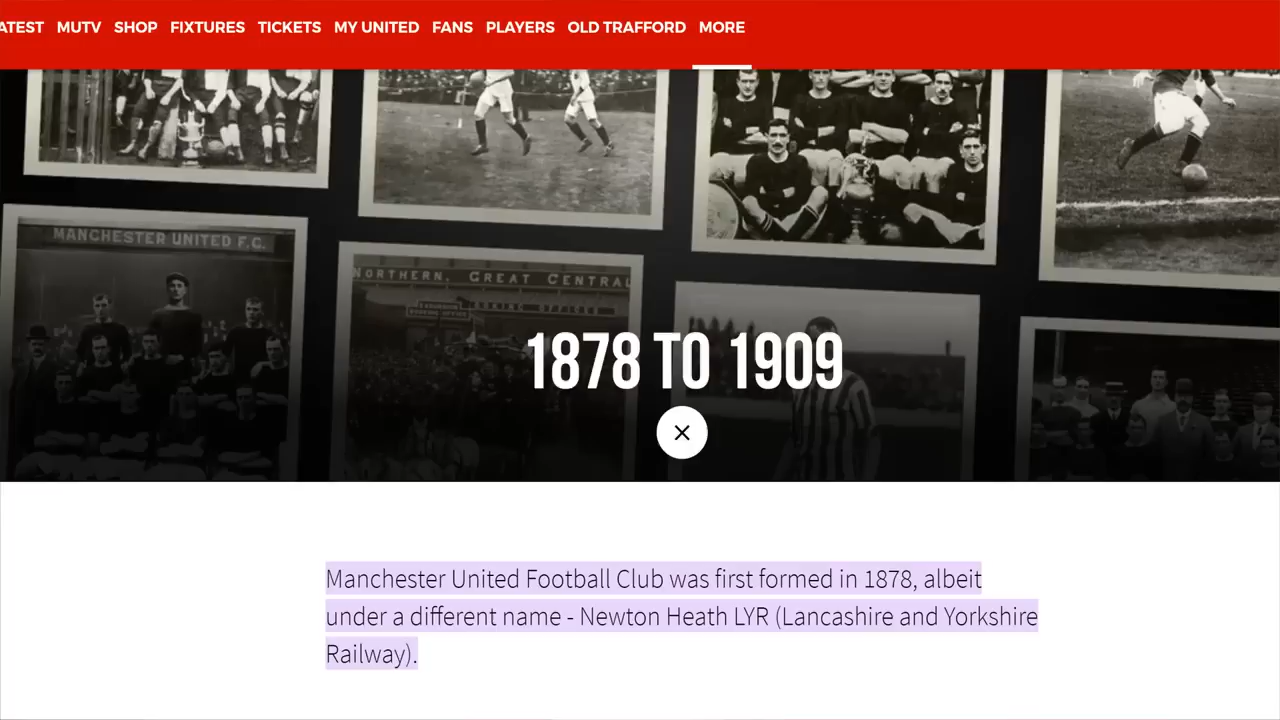 ATEST MUTV SHOP FIXTURES TICKETS MY UNITED FANS PLAYERS OLD TRAFFORD MORE
MANCHESTER UNITED F.C.
NORTHERN, GREAT CENTRAL
1878 TO 1909
Manchester United Football Club was first formed in 1878, albeit
under a different name - Newton Heath LYR (Lancashire and Yorkshire
Railway).